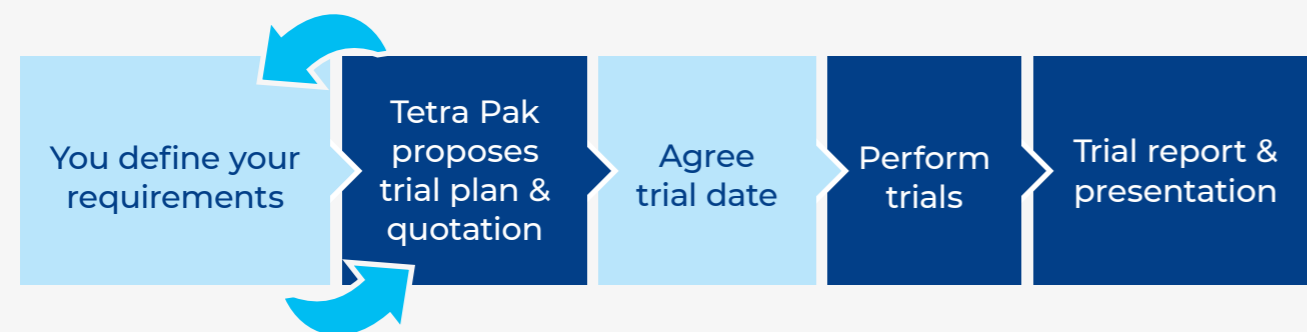 You define your
requirements
Tetra Pak
proposes
trial plan &
quotation
Agree
trial date
Perform
trials
Trial report &
presentation